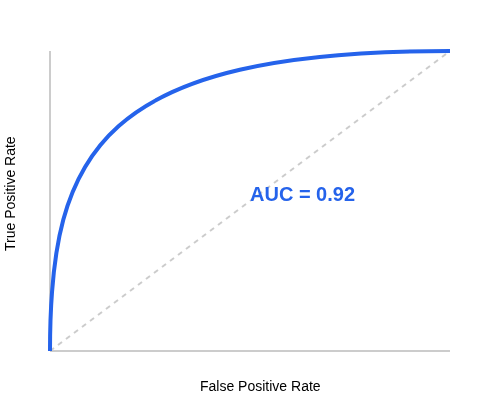 True Positive Rate
AUC = 0.92
False Positive Rate